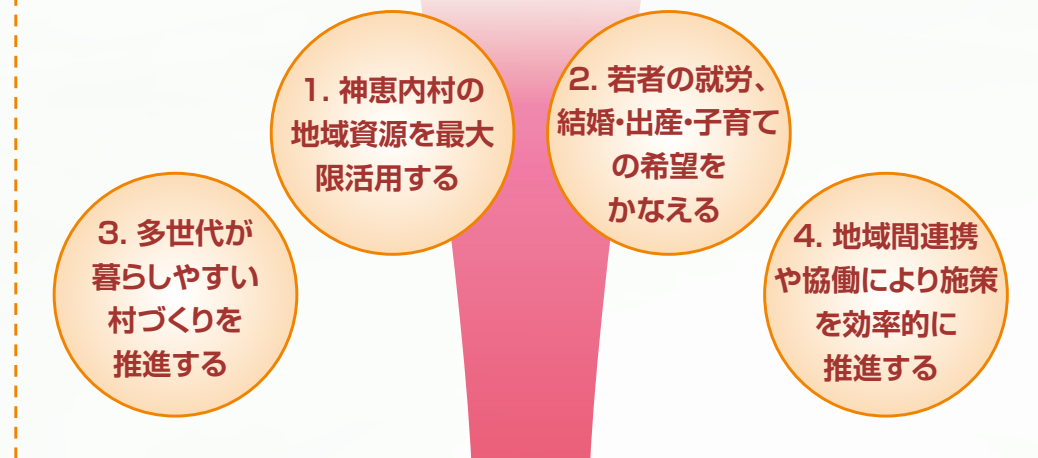 1. 神恵内村の
地域資源を最大
限活用する
2. 若者の就労、
結婚・出産・子育て
の希望を
かなえる
3. 多世代が
暮らしやすい
村づくりを
推進する
4. 地域間連携
や協働により施策
を効率的に
推進する